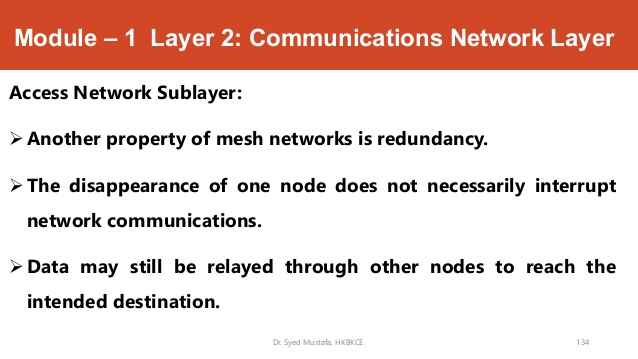 Module – 1 Layer 2: Communications Network Layer
Access Network Sublayer:
➢ Another property of mesh networks is redundancy.
➢ The disappearance of one node does not necessarily interrupt
network communications.
➢ Data may still be relayed through other nodes to reach the
intended destination.
Dr. Syed Mustafa, HKBKCE. 134